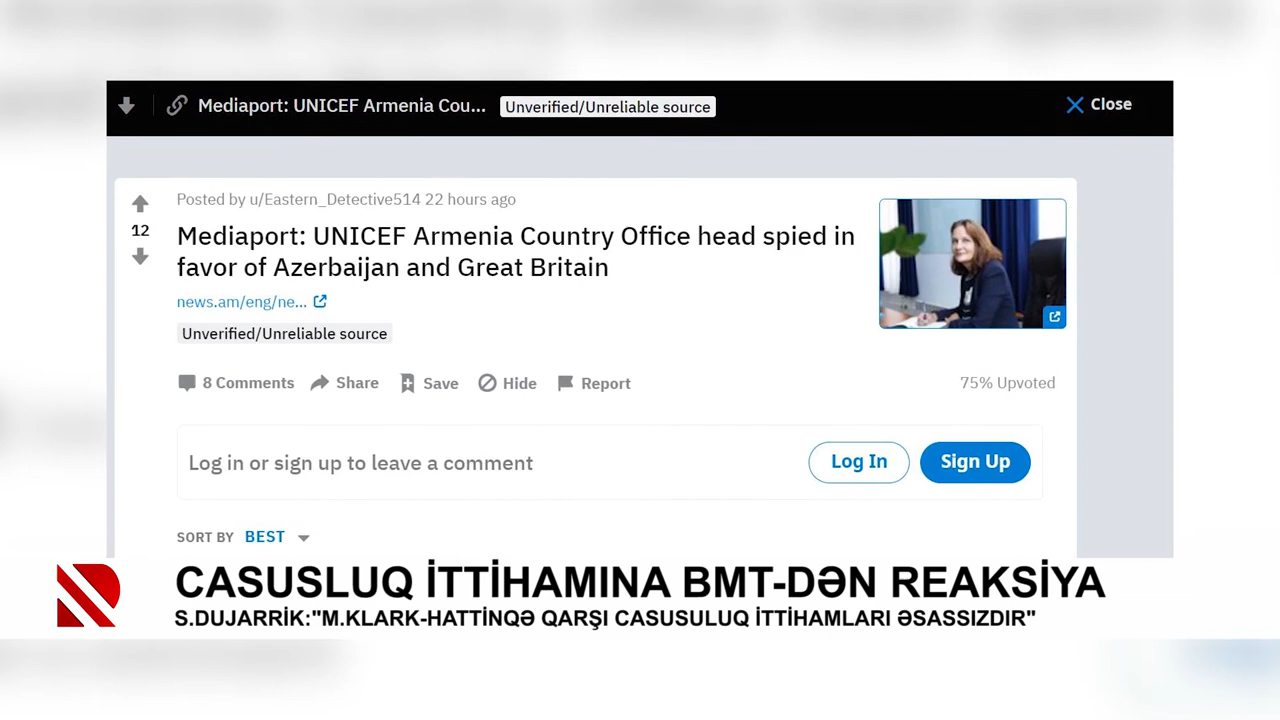 Mediaport: UNICEF Armenia Cou... Unverified/Unreliable source Close
Posted by u/Eastern_Detective514 22 hours ago
12
Mediaport: UNICEF Armenia Country Office head spied in
favor of Azerbaijan and Great Britain
news.am/eng/ne...
Unverified/Unreliable source
8 Comments Share Save Hide Report 75% Upvoted
Log in or sign up to leave a comment Log In Sign Up
SORT BY BEST
CASUSLUQ İTTİHAMINA BMT-DƏN REAKSİYA
S.DUJARRİK:"M.KLARK-HATTİNQƏ QARŞI CASUSULUQ İTTİHAMLARI ƏSASSIZDIR"